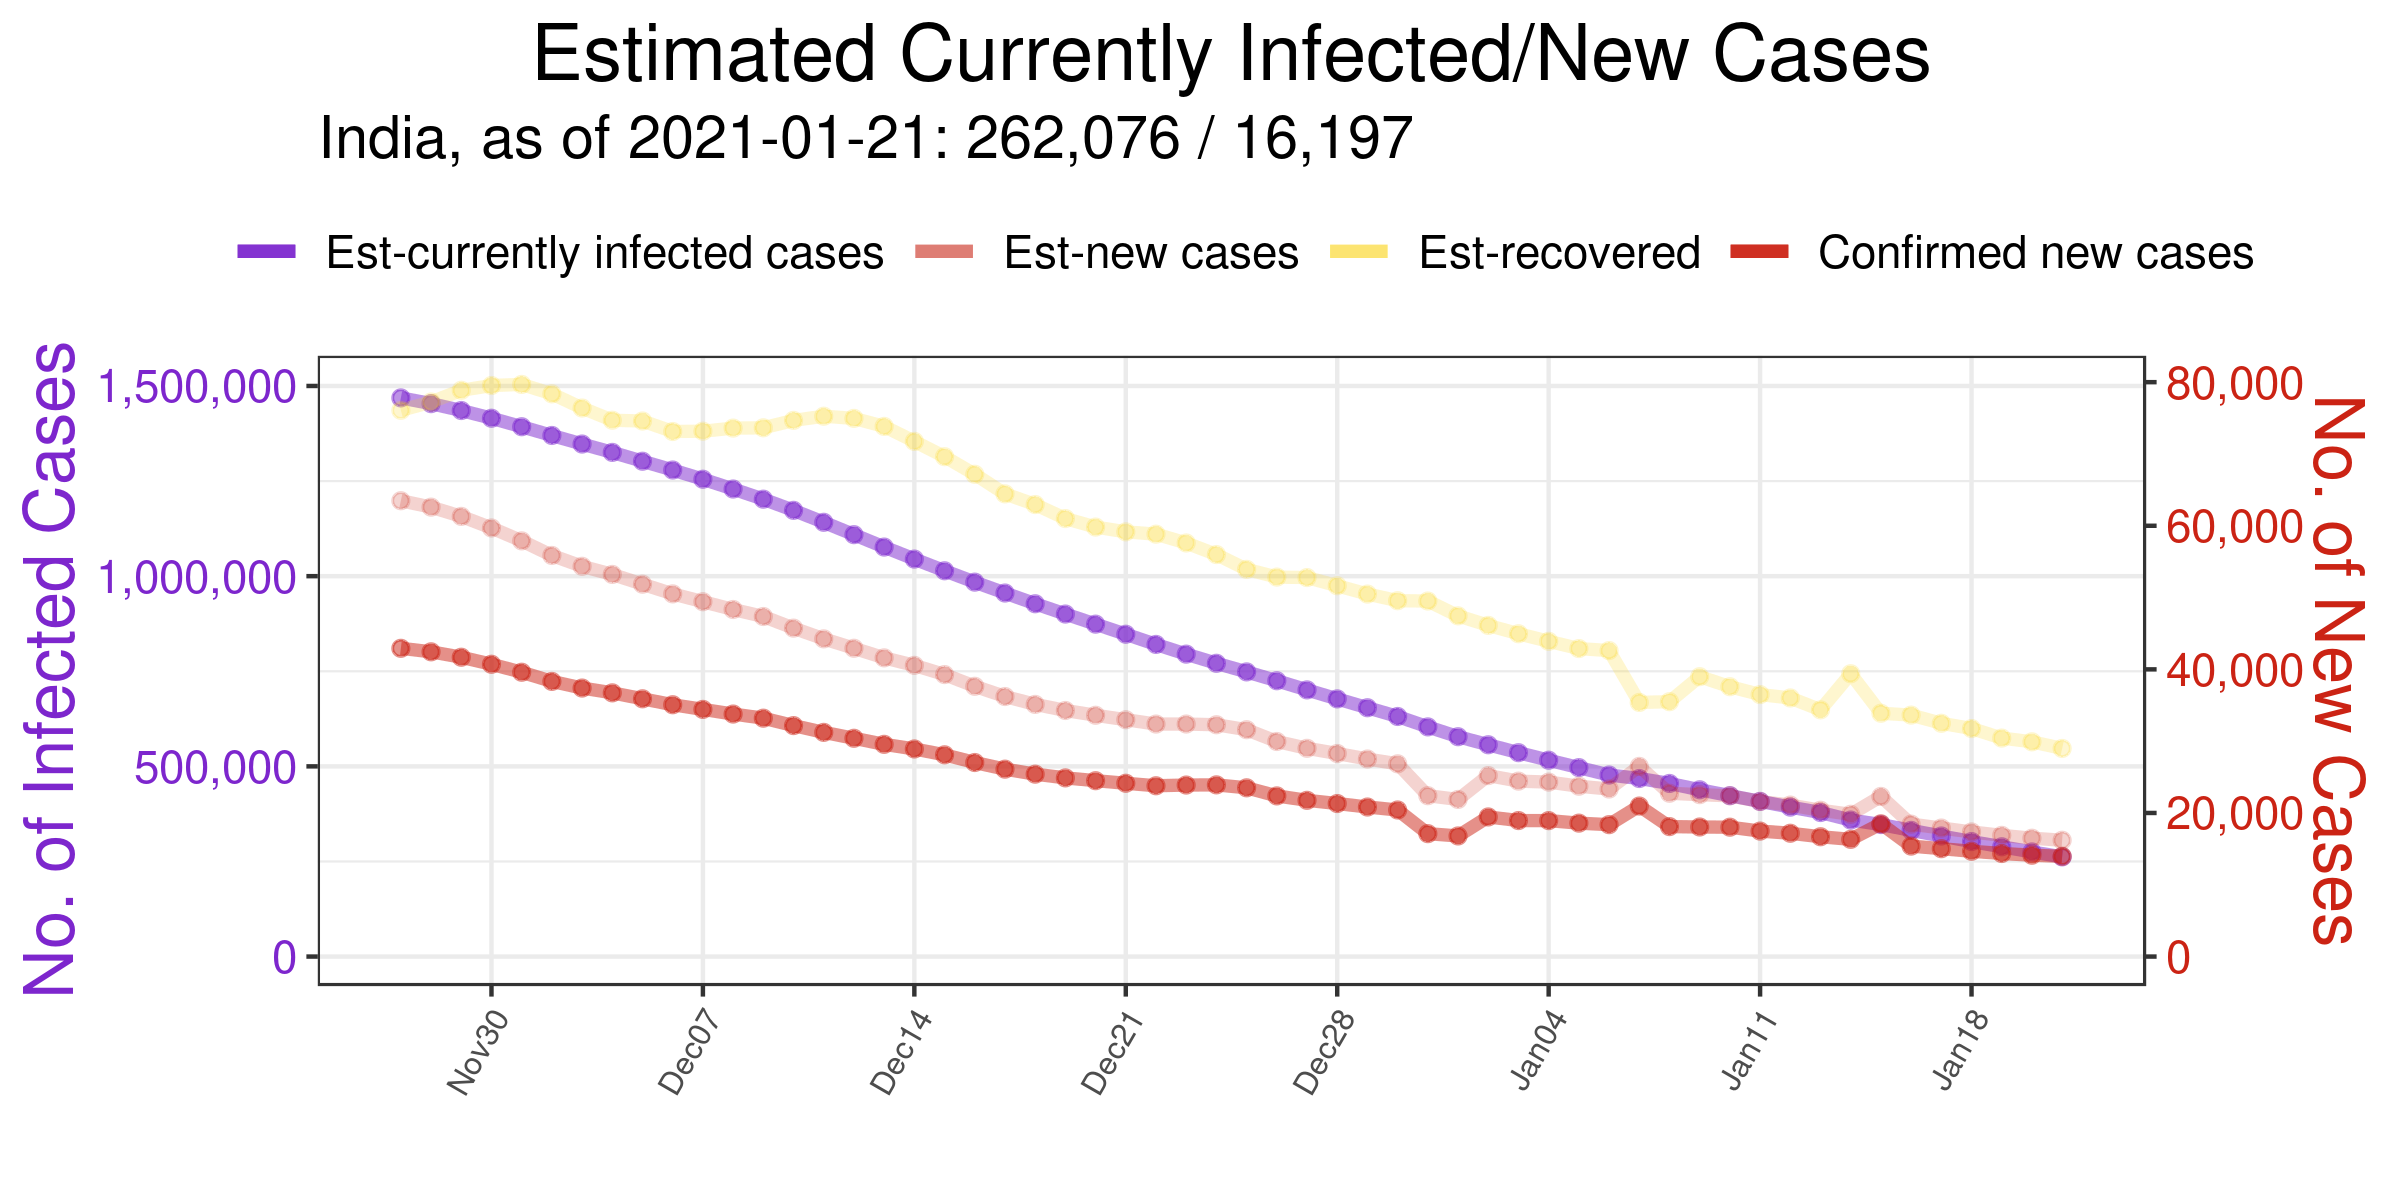 Estimated Currently Infected/New Cases
India, as of 2021-01-21: 262,076 / 16,197
Est-currently infected cases Est-new cases Est-recovered Confirmed new cases
No. of Infected Cases
1,500,000
1,000,000
500,000
0
80,000
60,000
40,000
20,000
0
No. of New Cases
Nov30 Dec07 Dec14 Dec21 Dec28 Jan04 Jan11 Jan18